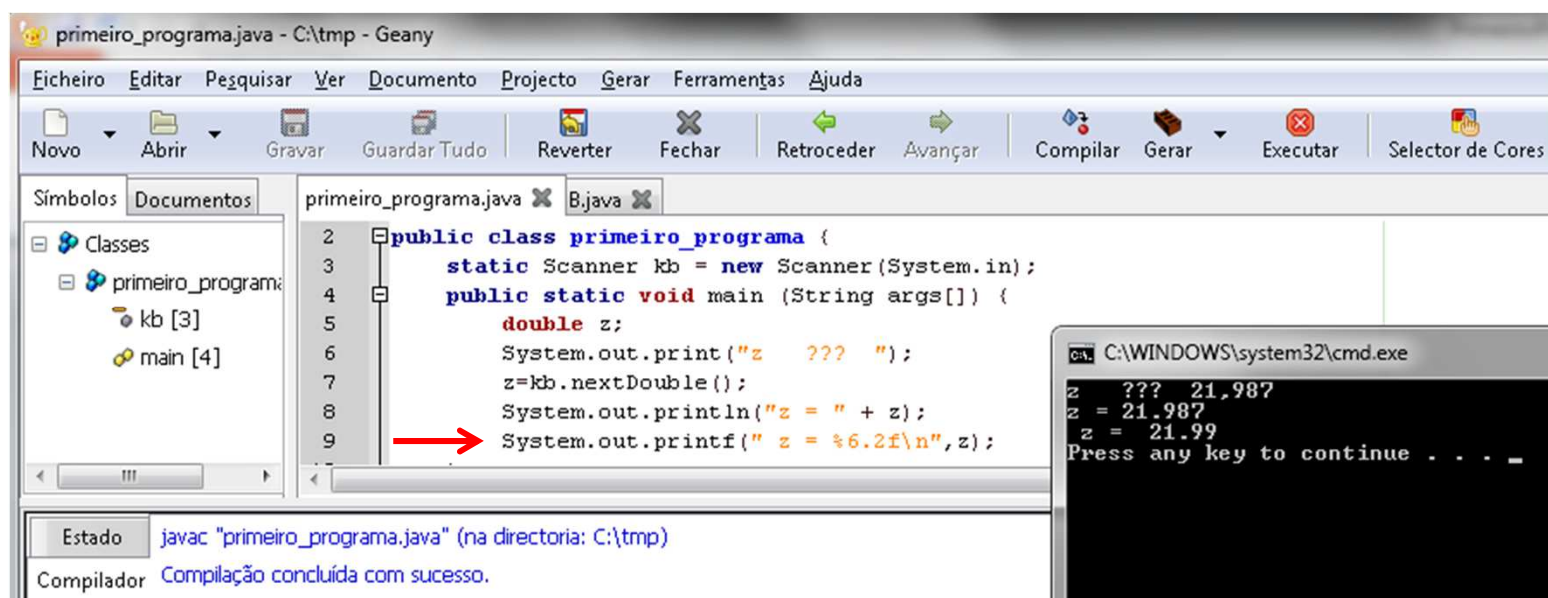 primeiro_programa.java - C:\tmp - Geany
Ficheiro Editar Pesquisar Ver Documento Projecto Gerar Ferramentas Ajuda
Novo Abrir Gravar Guardar Tudo Reverter Fechar Retroceder Avançar Compilar Gerar Executar Selector de Cores
Símbolos Documentos
Classes
primeiro_programa
kb [3]
main [4]
primeiro_programa.java B.java
2 public class primeiro_programa {
3 static Scanner kb = new Scanner(System.in);
4 public static void main (String args[]) {
5 double z;
6 System.out.print("z   ???  ");
7 z=kb.nextDouble();
8 System.out.println("z = " + z);
9 System.out.printf(" z = %6.2f\n",z);
C:\WINDOWS\system32\cmd.exe
z   ???  21,987
z = 21.987
 z =  21.99
Press any key to continue . . . _
Estado
Compilador
javac "primeiro_programa.java" (na directoria: C:\tmp)
Compilação concluída com sucesso.